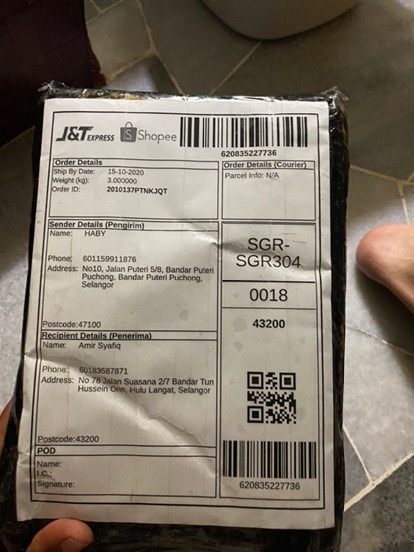 J&T EXPRESS S Shopee
620835227736
Order Details
Ship By Date: 15-10-2020
Weight (kg): 3.000000
Order ID: 2010137PTNKJQT
Order Details (Courier)
Parcel Info: N/A
Sender Details (Pengirim)
Name: HABY
Phone: 601159911876
Address: No10, Jalan Puteri 5/8, Bandar Puteri
Puchong, Bandar Puteri Puchong,
Selangor
Postcode:47100
SGR-
SGR304
0018
43200
Recipient Details (Penerima)
Name: Amir Syafiq
Phone: 60183587871
Address: No 78 Jalan Suasana 2/7 Bandar Tun
Hussein Onn, Hulu Langat, Selangor
Postcode:43200
POD
Name:
I.C.:
Signature:
620835227736